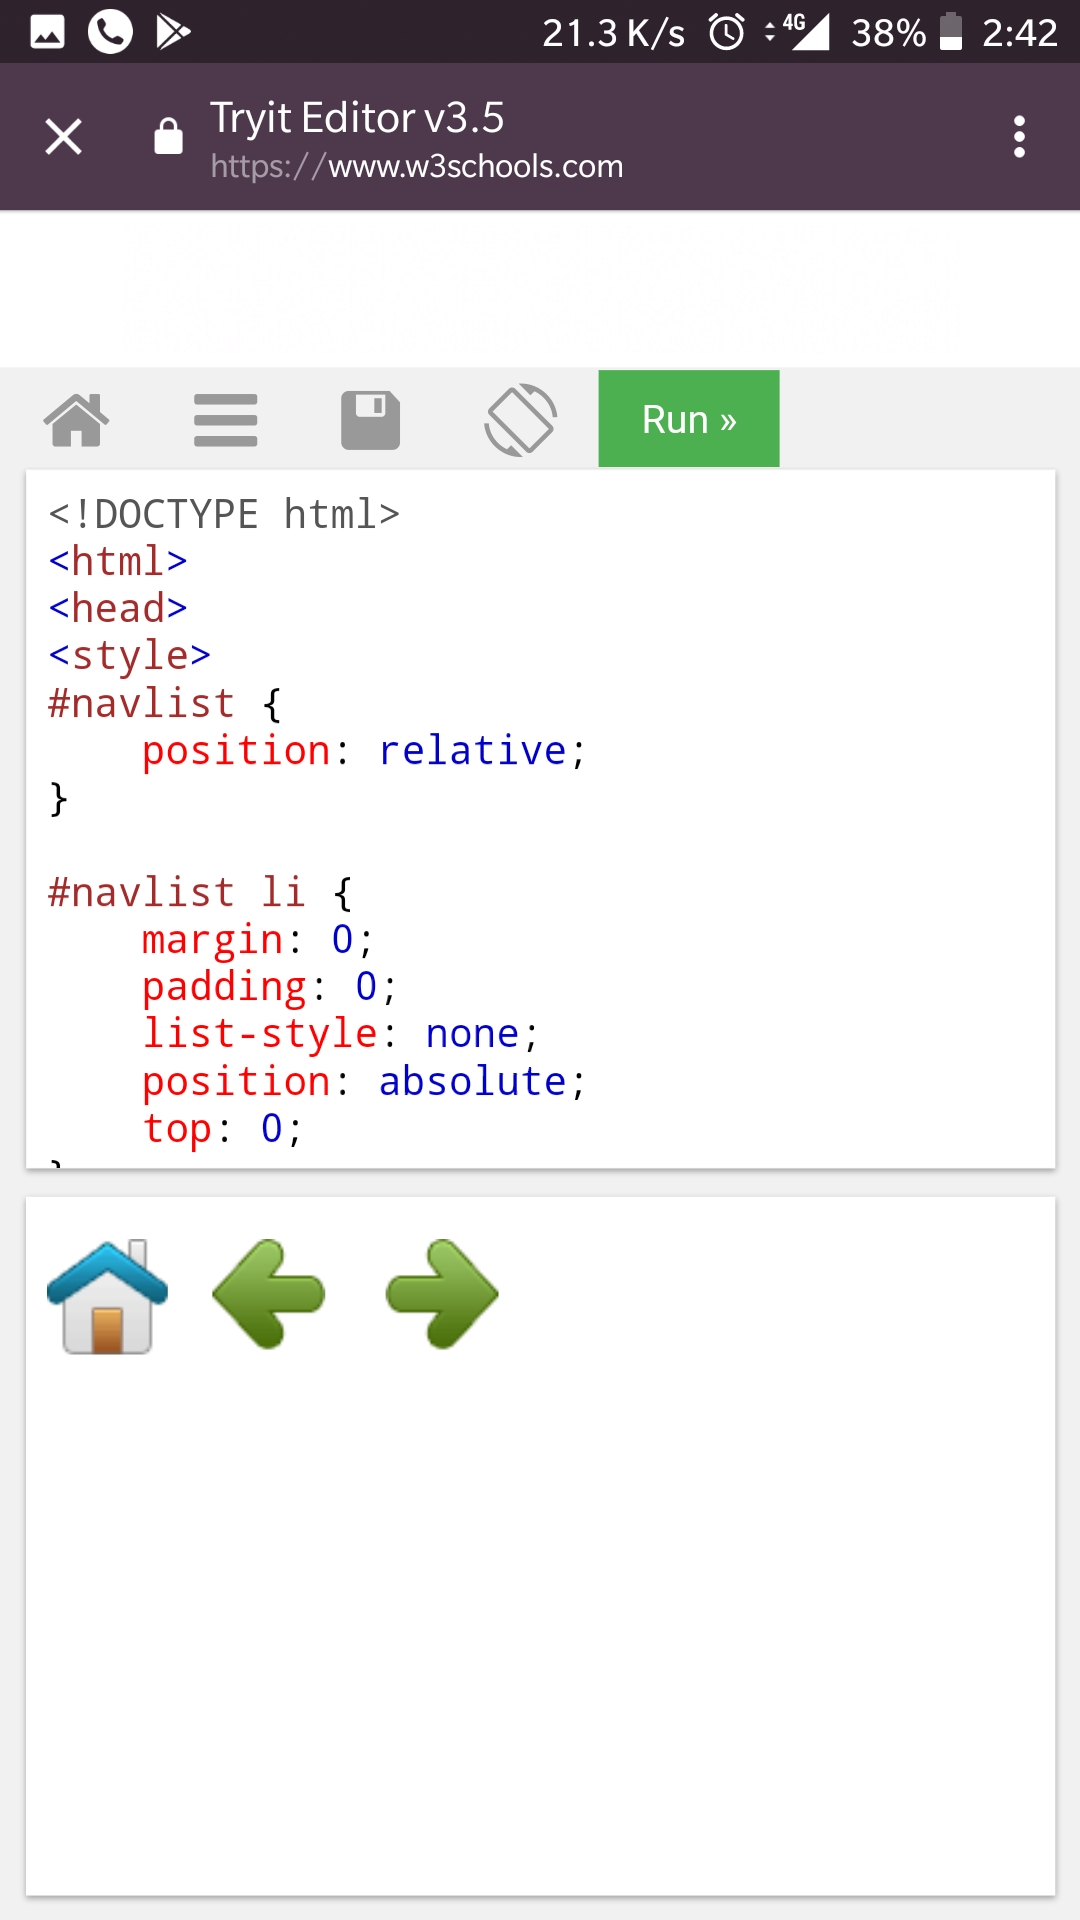 21.3 K/s 4G 38% 2:42
Tryit Editor v3.5
https://www.w3schools.com
Run »
<!DOCTYPE html>
<html>
<head>
<style>
#navlist {
    position: relative;
}
#navlist li {
    margin: 0;
    padding: 0;
    list-style: none;
    position: absolute;
    top: 0;